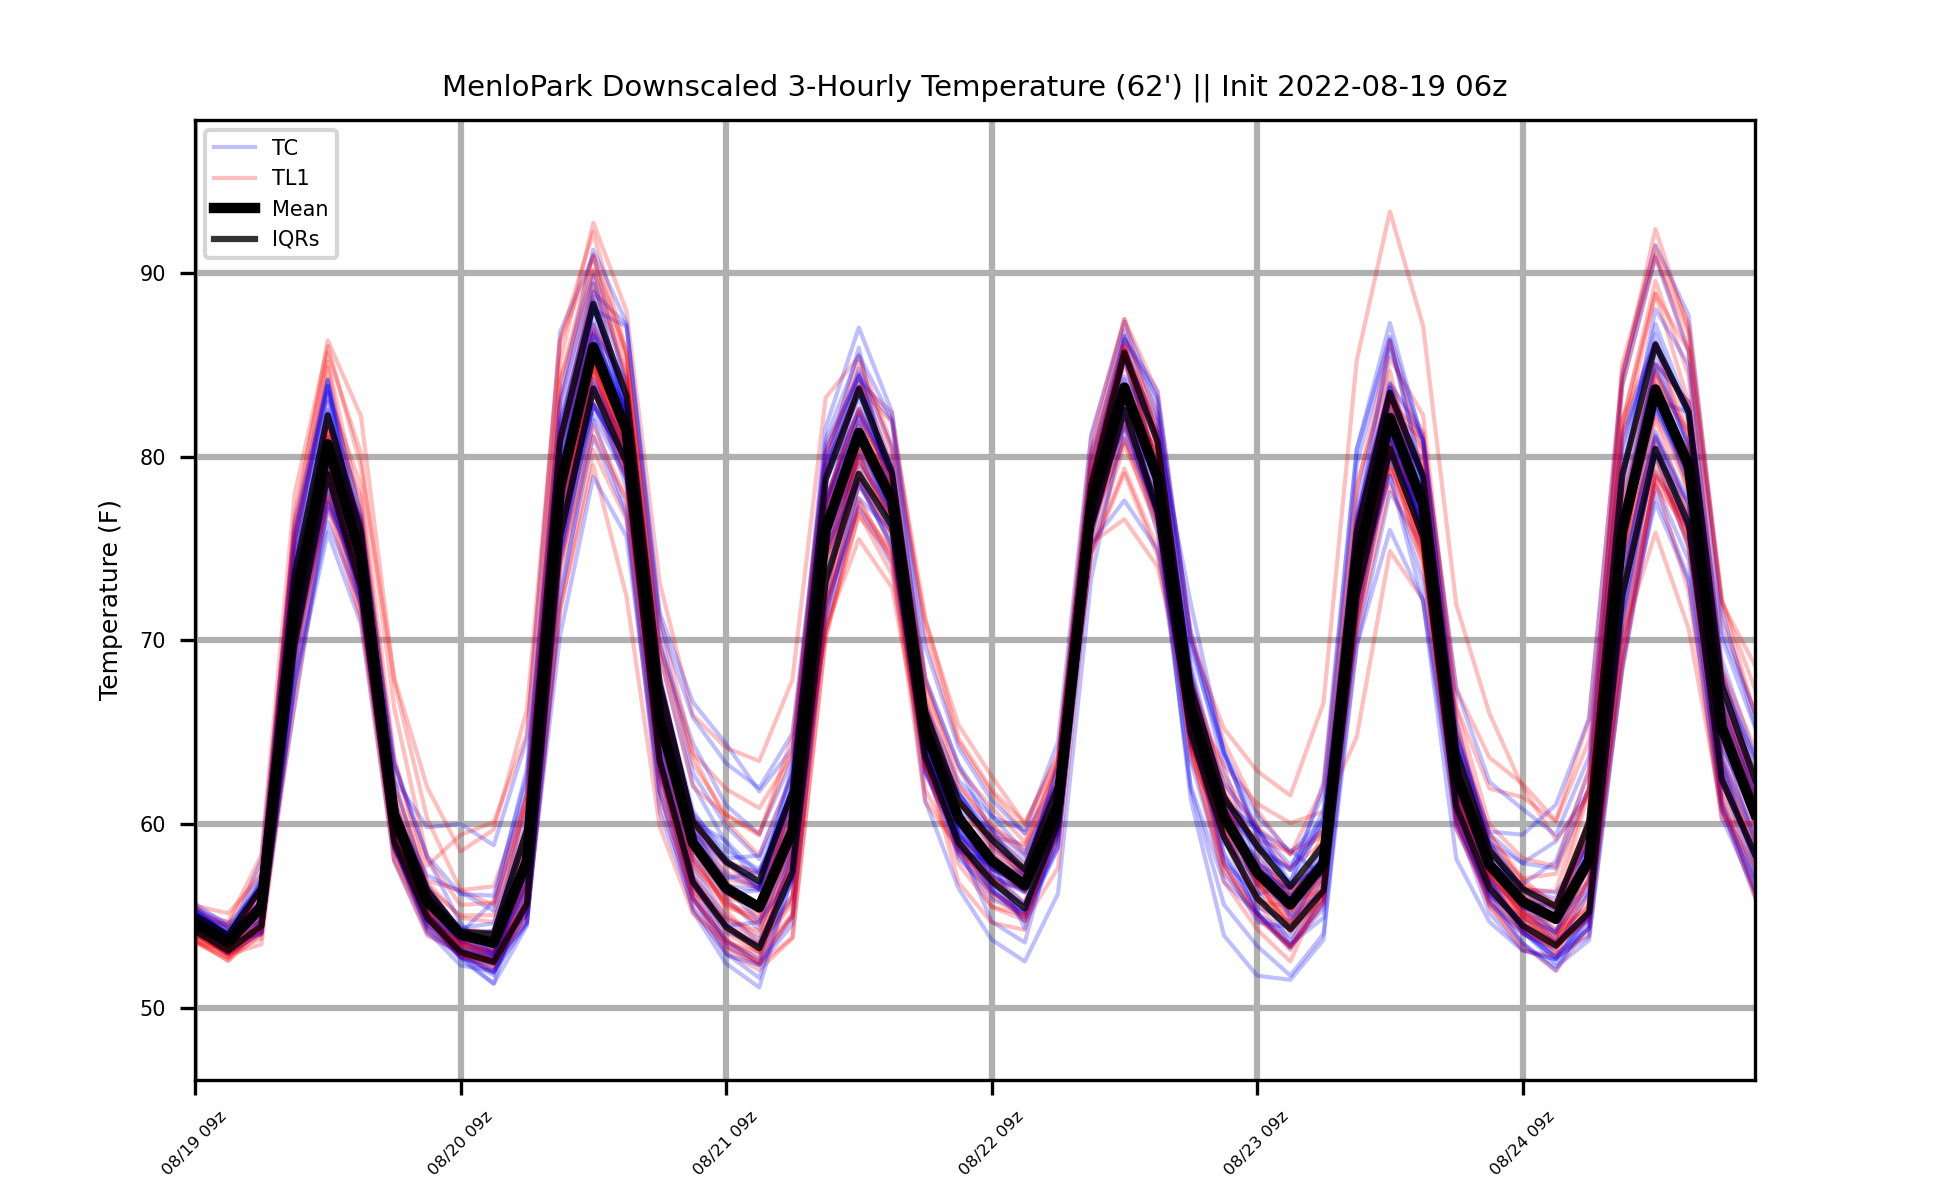 MenloPark Downscaled 3-Hourly Temperature (62') || Init 2022-08-19 06z
TC
TL1
Mean
IQRs
Temperature (F)
90
80
70
60
50
08/19 09z
08/20 09z
08/21 09z
08/22 09z
08/23 09z
08/24 09z